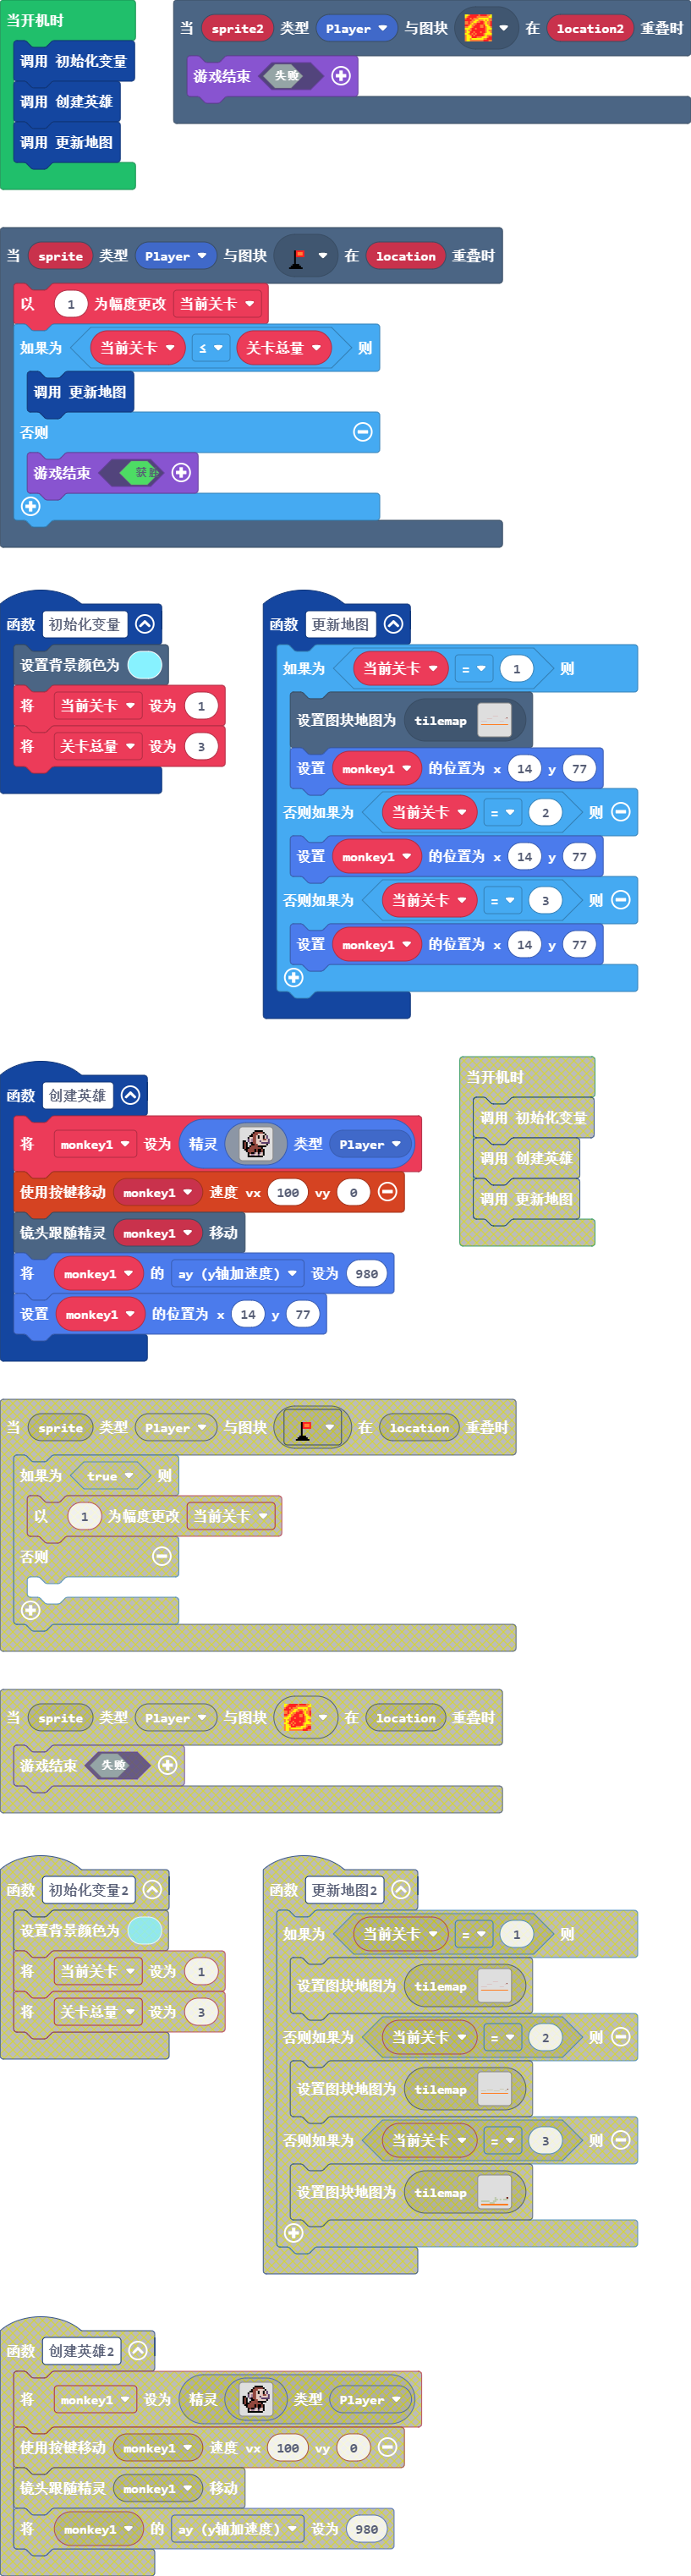 当开机时
调用 初始化变量
调用 创建英雄
调用 更新地图
当 sprite2 类型 Player 与图块 在 location2 重叠时
游戏结束 失败
当 sprite 类型 Player 与图块 在 location 重叠时
以 1 为幅度更改 当前关卡
如果为 当前关卡 ≤ 关卡总量 则
调用 更新地图
否则
游戏结束
函数 初始化变量
设置背景颜色为
将 当前关卡 设为 1
将 关卡总量 设为 3
函数 更新地图
如果为 当前关卡 = 1 则
设置图块地图为 tilemap
设置 monkey1 的位置为 x 14 y 77
否则如果为 当前关卡 = 2 则
设置 monkey1 的位置为 x 14 y 77
否则如果为 当前关卡 = 3 则
设置 monkey1 的位置为 x 14 y 77
函数 创建英雄
将 monkey1 设为 精灵 类型 Player
使用按键移动 monkey1 速度 vx 100 vy 0
镜头跟随精灵 monkey1 移动
将 monkey1 的 ay (y轴加速度) 设为 980
设置 monkey1 的位置为 x 14 y 77
当开机时
调用 初始化变量
调用 创建英雄
调用 更新地图
当 sprite 类型 Player 与图块 在 location 重叠时
如果为 true 则
以 1 为幅度更改 当前关卡
否则
当 sprite 类型 Player 与图块 在 location 重叠时
游戏结束 失败
函数 初始化变量2
设置背景颜色为
将 当前关卡 设为 1
将 关卡总量 设为 3
函数 更新地图2
如果为 当前关卡 = 1 则
设置图块地图为 tilemap
否则如果为 当前关卡 = 2 则
设置图块地图为 tilemap
否则如果为 当前关卡 = 3 则
设置图块地图为 tilemap
函数 创建英雄2
将 monkey1 设为 精灵 类型 Player
使用按键移动 monkey1 速度 vx 100 vy 0
镜头跟随精灵 monkey1 移动
将 monkey1 的 ay (y轴加速度) 设为 980